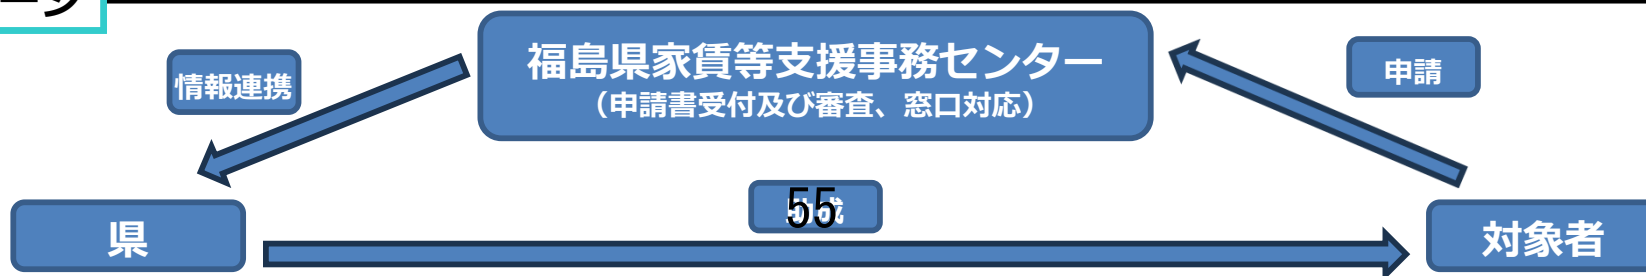 福島県家賃等支援事務センター
（申請書受付及び審査、窓口対応）
情報連携
申請
55
県
対象者